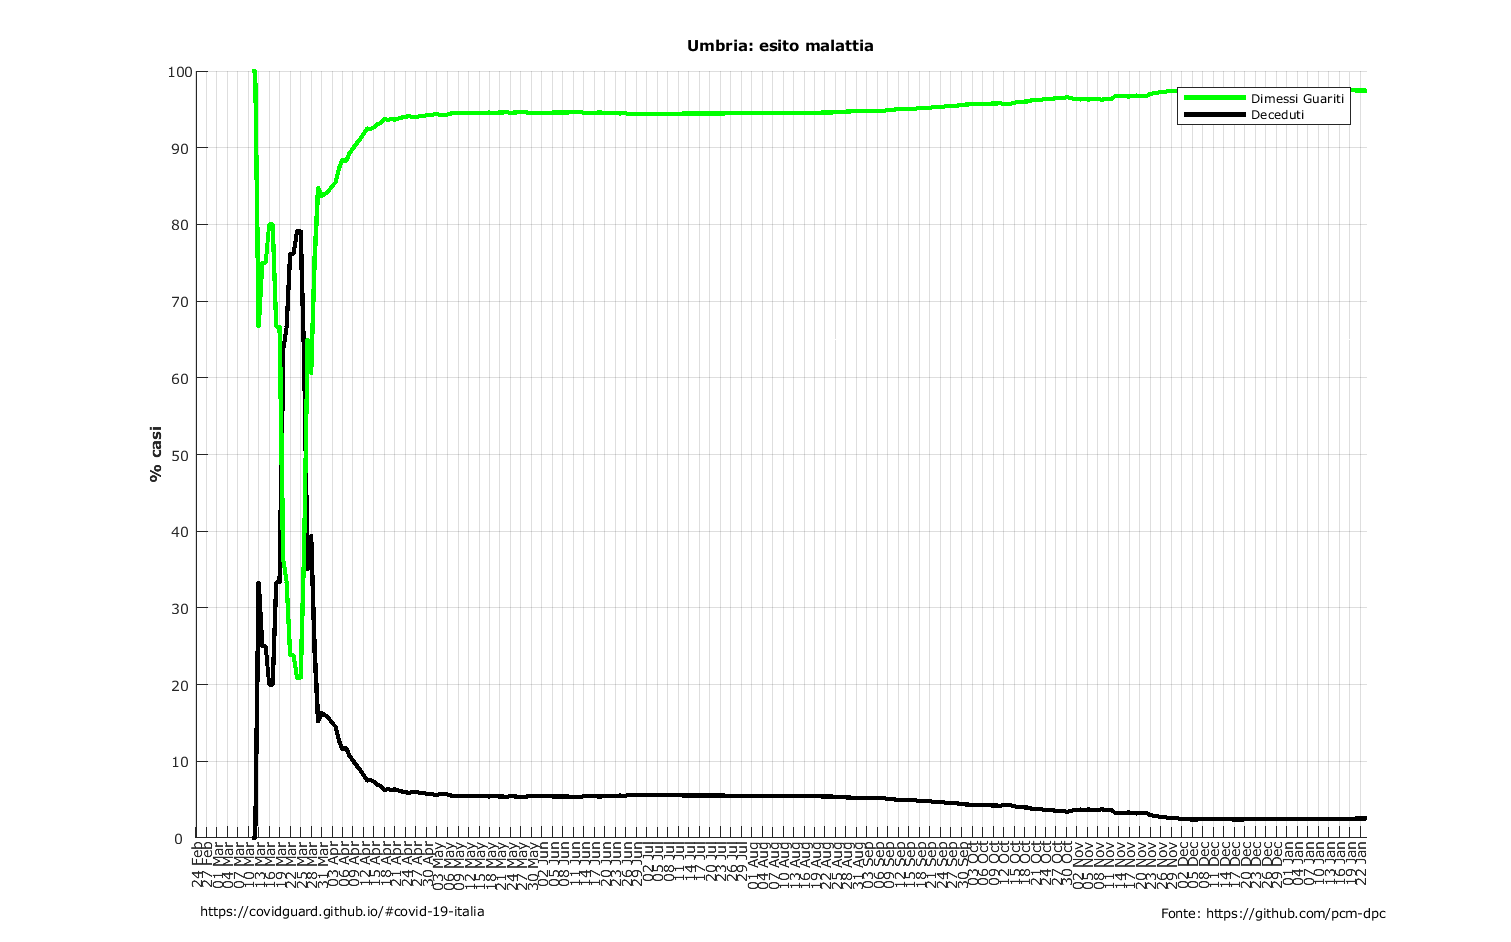 Umbria: esito malattia
% casi
100
90
80
70
60
50
40
30
20
10
0
Dimessi Guariti
Deceduti
24 Feb
27 Feb
01 Mar
04 Mar
07 Mar
10 Mar
13 Mar
16 Mar
19 Mar
22 Mar
25 Mar
28 Mar
31 Mar
03 Apr
06 Apr
09 Apr
12 Apr
15 Apr
18 Apr
21 Apr
24 Apr
27 Apr
30 Apr
03 May
06 May
09 May
12 May
15 May
18 May
21 May
24 May
27 May
30 May
02 Jun
05 Jun
08 Jun
11 Jun
14 Jun
17 Jun
20 Jun
23 Jun
26 Jun
29 Jun
02 Jul
05 Jul
08 Jul
11 Jul
14 Jul
17 Jul
20 Jul
23 Jul
26 Jul
29 Jul
01 Aug
04 Aug
07 Aug
10 Aug
13 Aug
16 Aug
19 Aug
22 Aug
25 Aug
28 Aug
31 Aug
03 Sep
06 Sep
09 Sep
12 Sep
15 Sep
18 Sep
21 Sep
24 Sep
27 Sep
30 Sep
03 Oct
06 Oct
09 Oct
12 Oct
15 Oct
18 Oct
21 Oct
24 Oct
27 Oct
30 Oct
02 Nov
05 Nov
08 Nov
11 Nov
14 Nov
17 Nov
20 Nov
23 Nov
26 Nov
29 Nov
02 Dec
05 Dec
08 Dec
11 Dec
14 Dec
17 Dec
20 Dec
23 Dec
26 Dec
29 Dec
01 Jan
04 Jan
07 Jan
10 Jan
13 Jan
16 Jan
19 Jan
22 Jan
https://covidguard.github.io/#covid-19-italia
Fonte: https://github.com/pcm-dpc